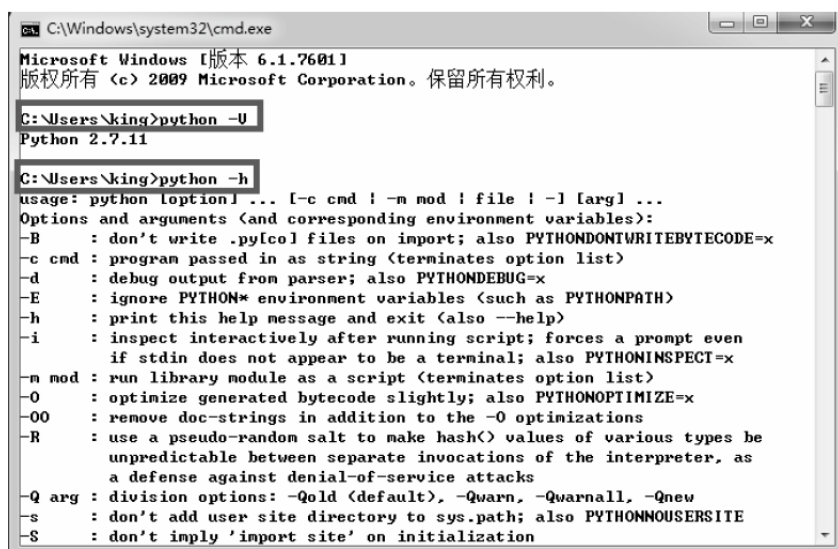 C:\Windows\system32\cmd.exe
Microsoft Windows [版本 6.1.7601]
版权所有 (c) 2009 Microsoft Corporation。保留所有权利。
C:\Users\king>python -V
Python 2.7.11
C:\Users\king>python -h
usage: python [option] ... [-c cmd | -m mod | file | -] [arg] ...
Options and arguments (and corresponding environment variables):
-B     : don't write .py[co] files on import; also PYTHONDONTWRITEBYTECODE=x
-c cmd : program passed in as string (terminates option list)
-d     : debug output from parser; also PYTHONDEBUG=x
-E     : ignore PYTHON* environment variables (such as PYTHONPATH)
-h     : print this help message and exit (also --help)
-i     : inspect interactively after running script; forces a prompt even
         if stdin does not appear to be a terminal; also PYTHONINSPECT=x
-m mod : run library module as a script (terminates option list)
-O     : optimize generated bytecode slightly; also PYTHONOPTIMIZE=x
-OO    : remove doc-strings in addition to the -O optimizations
-R     : use a pseudo-random salt to make hash() values of various types be
         unpredictable between separate invocations of the interpreter, as
         a defense against denial-of-service attacks
-Q arg : division options: -Qold (default), -Qwarn, -Qwarnall, -Qnew
-s     : don't add user site directory to sys.path; also PYTHONNOUSERSITE
-S     : don't imply 'import site' on initialization